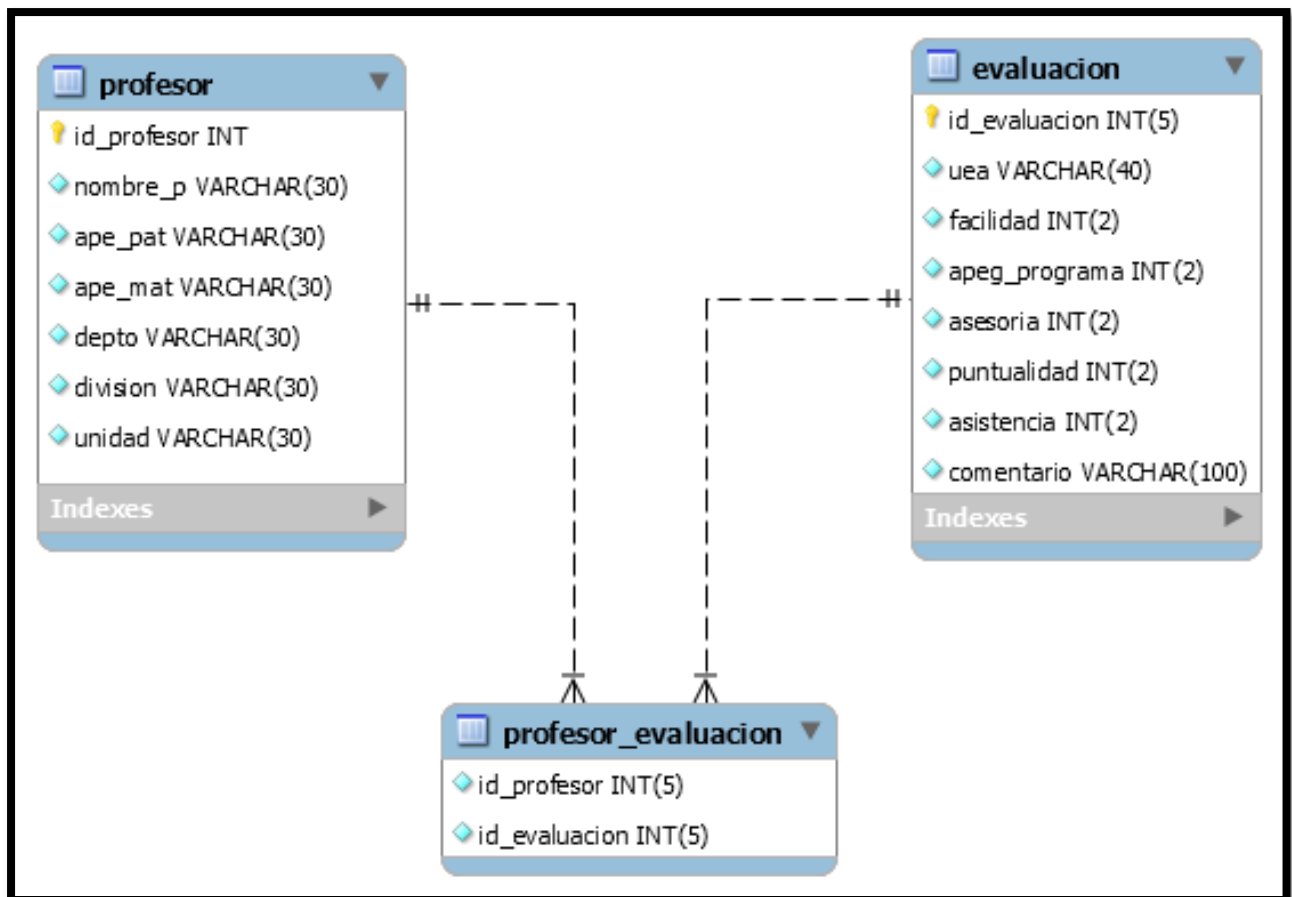 profesor
id_profesor INT
nombre_p VARCHAR(30)
ape_pat VARCHAR(30)
ape_mat VARCHAR(30)
depto VARCHAR(30)
division VARCHAR(30)
unidad VARCHAR(30)
Indexes
evaluacion
id_evaluacion INT(5)
uea VARCHAR(40)
facilidad INT(2)
apeg_programa INT(2)
asesoria INT(2)
puntualidad INT(2)
asistencia INT(2)
comentario VARCHAR(100)
Indexes
profesor_evaluacion
id_profesor INT(5)
id_evaluacion INT(5)